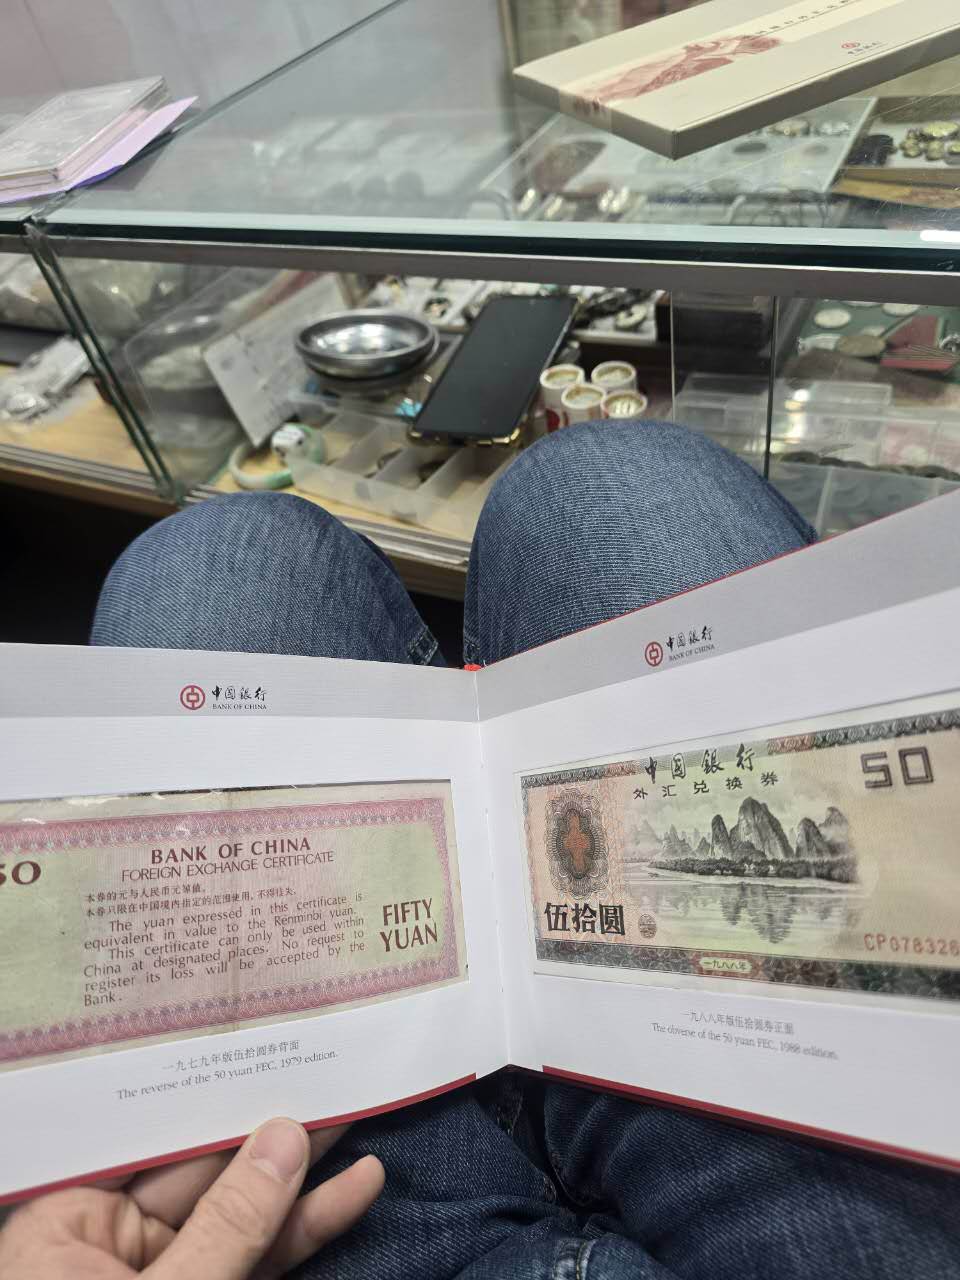 中國銀行
BANK OF CHINA
50
BANK OF CHINA
FOREIGN EXCHANGE CERTIFICATE
本券的元与人民币元等值。
本券只限在中国境内指定的范围使用，不得挂失。
The yuan expressed in this certificate is
equivalent in value to the Renminbi yuan.
This certificate can only be used within
China at designated places. No request to
register its loss will be accepted by the
Bank.
FIFTY
YUAN
一九七九年版伍拾圆券背面
The reverse of the 50 yuan FEC, 1979 edition.
中國銀行
BANK OF CHINA
中國銀行
外汇兑换券
50
伍拾圆
CP078326
一九八八年
一九八八年版伍拾圆券正面
The obverse of the 50 yuan FEC, 1988 edition.